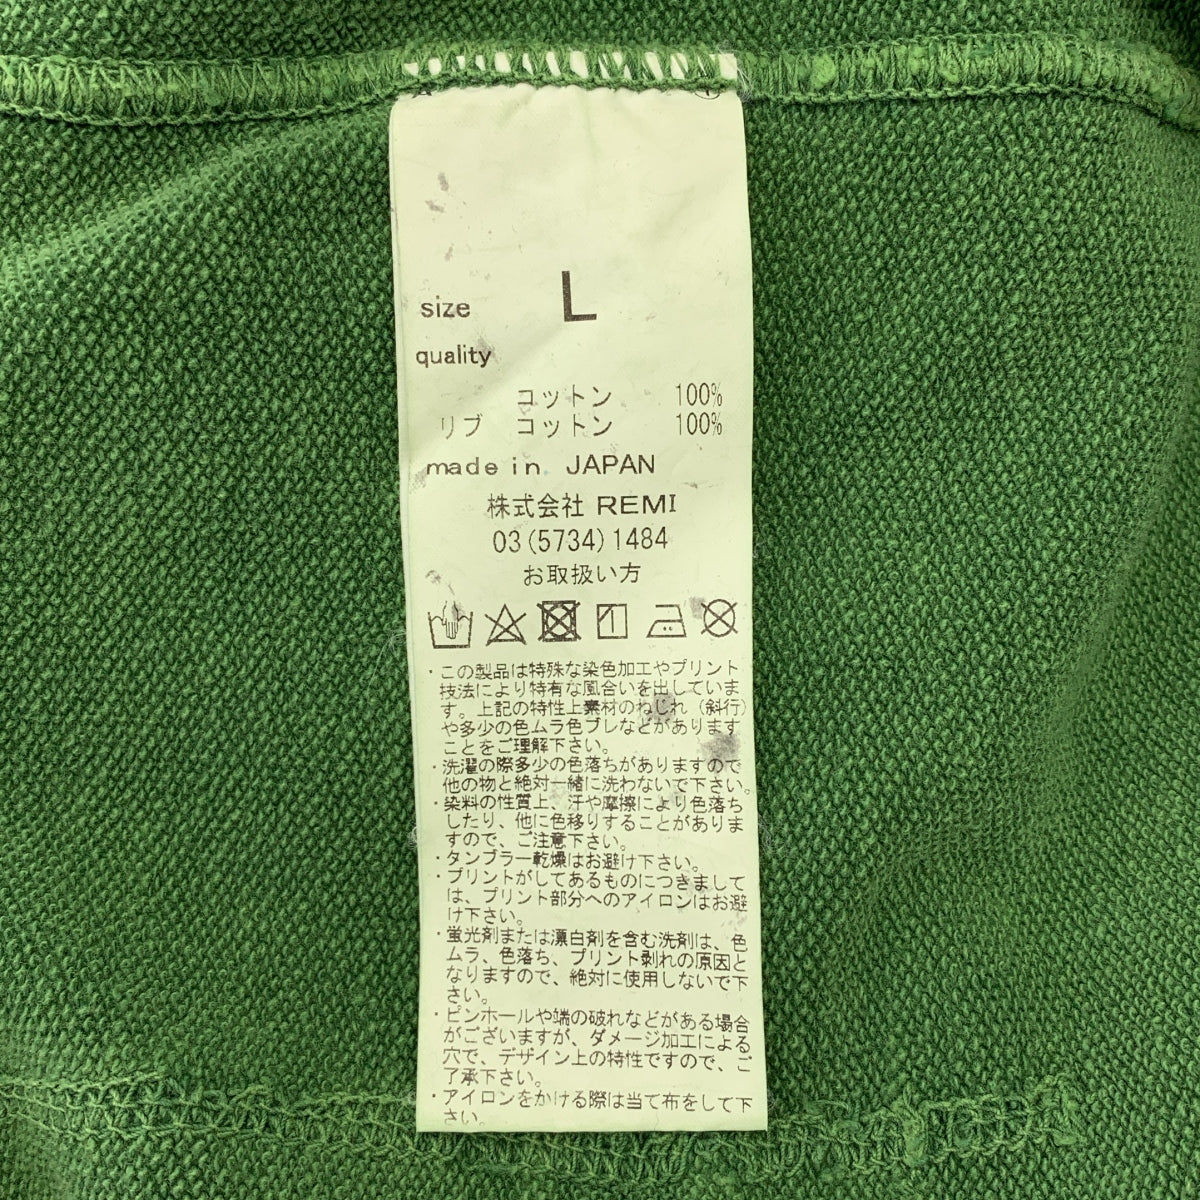 size L
quality
コットン 100%
リブ コットン 100%
made in JAPAN
株式会社 REMI
03(5734)1484
お取扱い方
・この製品は特殊な染色加工やプリント
技法により特有な風合いを出していま
す。上記の特性上素材のねじれ（斜行）
や多少の色ムラ色ブレなどがあります
ことをご理解下さい。
・洗濯の際多少の色落ちがありますので
他の物と絶対一緒に洗わないで下さい。
・染料の性質上、汗や摩擦により色落ち
したり、他に色移りすることがありま
すので、ご注意下さい。
・タンブラー乾燥はお避け下さい。
・プリントがしてあるものにつきまして
は、プリント部分へのアイロンはお避
け下さい。
・蛍光剤または漂白剤を含む洗剤は、色
ムラ、色落ち、プリント剥れの原因と
なりますので、絶対に使用しないで下
さい。
・ピンホールや端の破れなどがある場合
がございますが、ダメージ加工による
穴で、デザイン上の特性ですので、ご
了承下さい。
・アイロンをかける際は当て布をして下
さい。